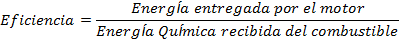 Eficiencia = Energía entregada por el motor / Energía Química recibida del combustible